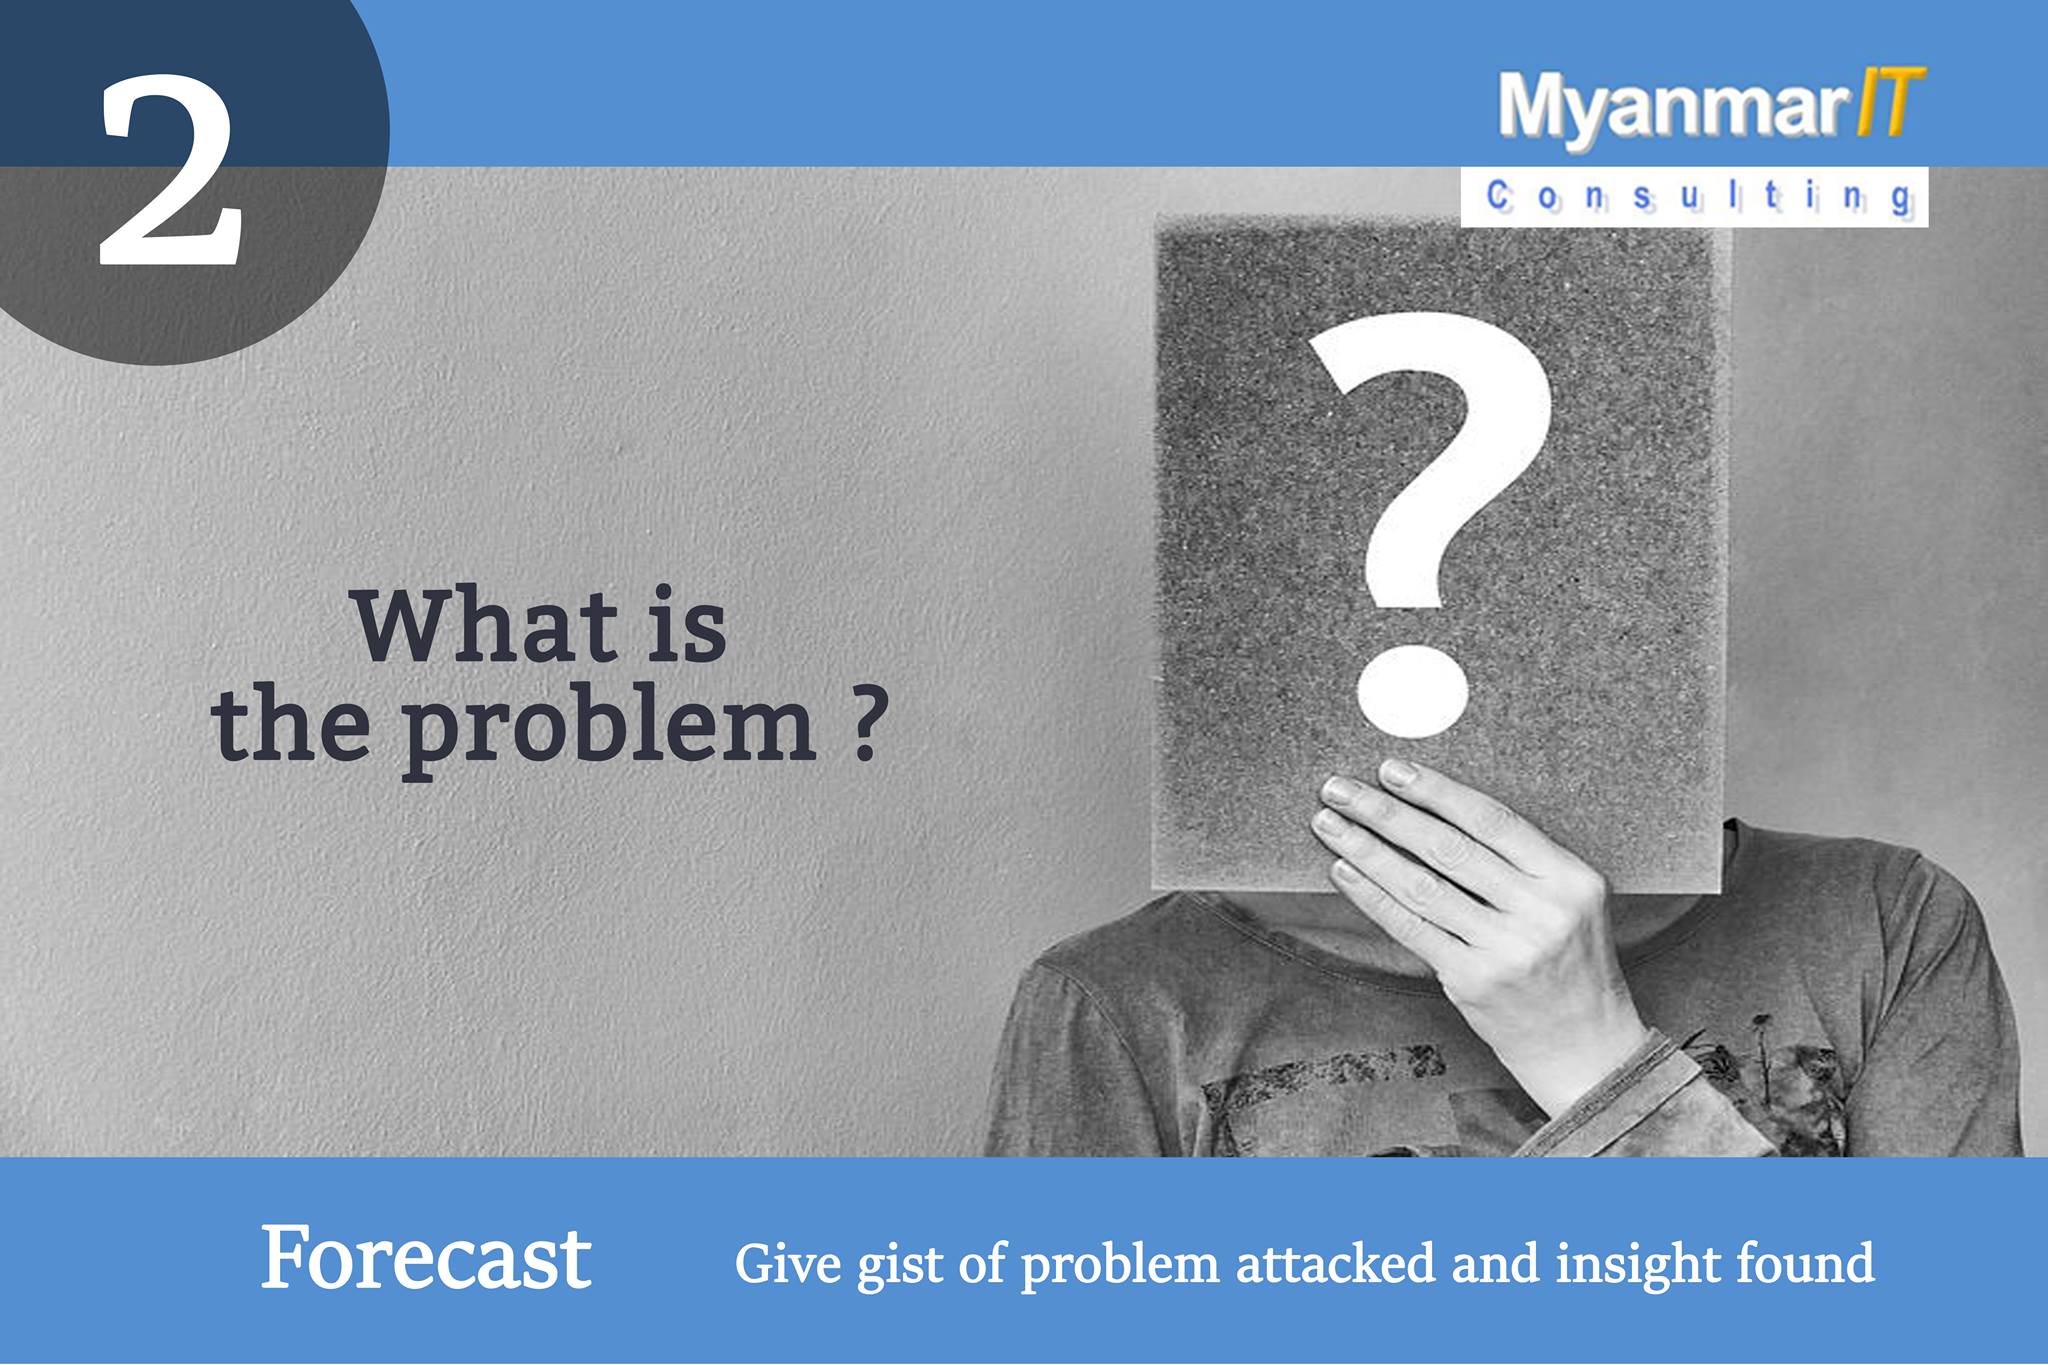 2
MyanmarIT
Consulting
?
What is
the problem ?
Forecast
Give gist of problem attacked and insight found